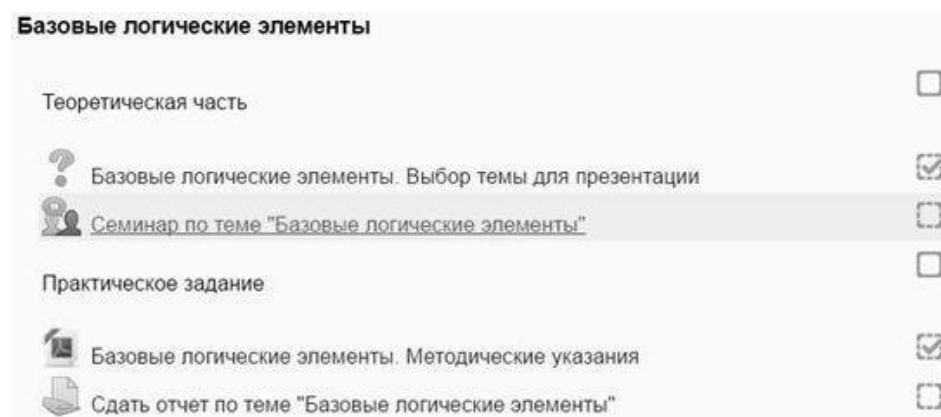 Базовые логические элементы
Теоретическая часть
Базовые логические элементы. Выбор темы для презентации
Семинар по теме "Базовые логические элементы"
Практическое задание
Базовые логические элементы. Методические указания
Сдать отчет по теме "Базовые логические элементы"